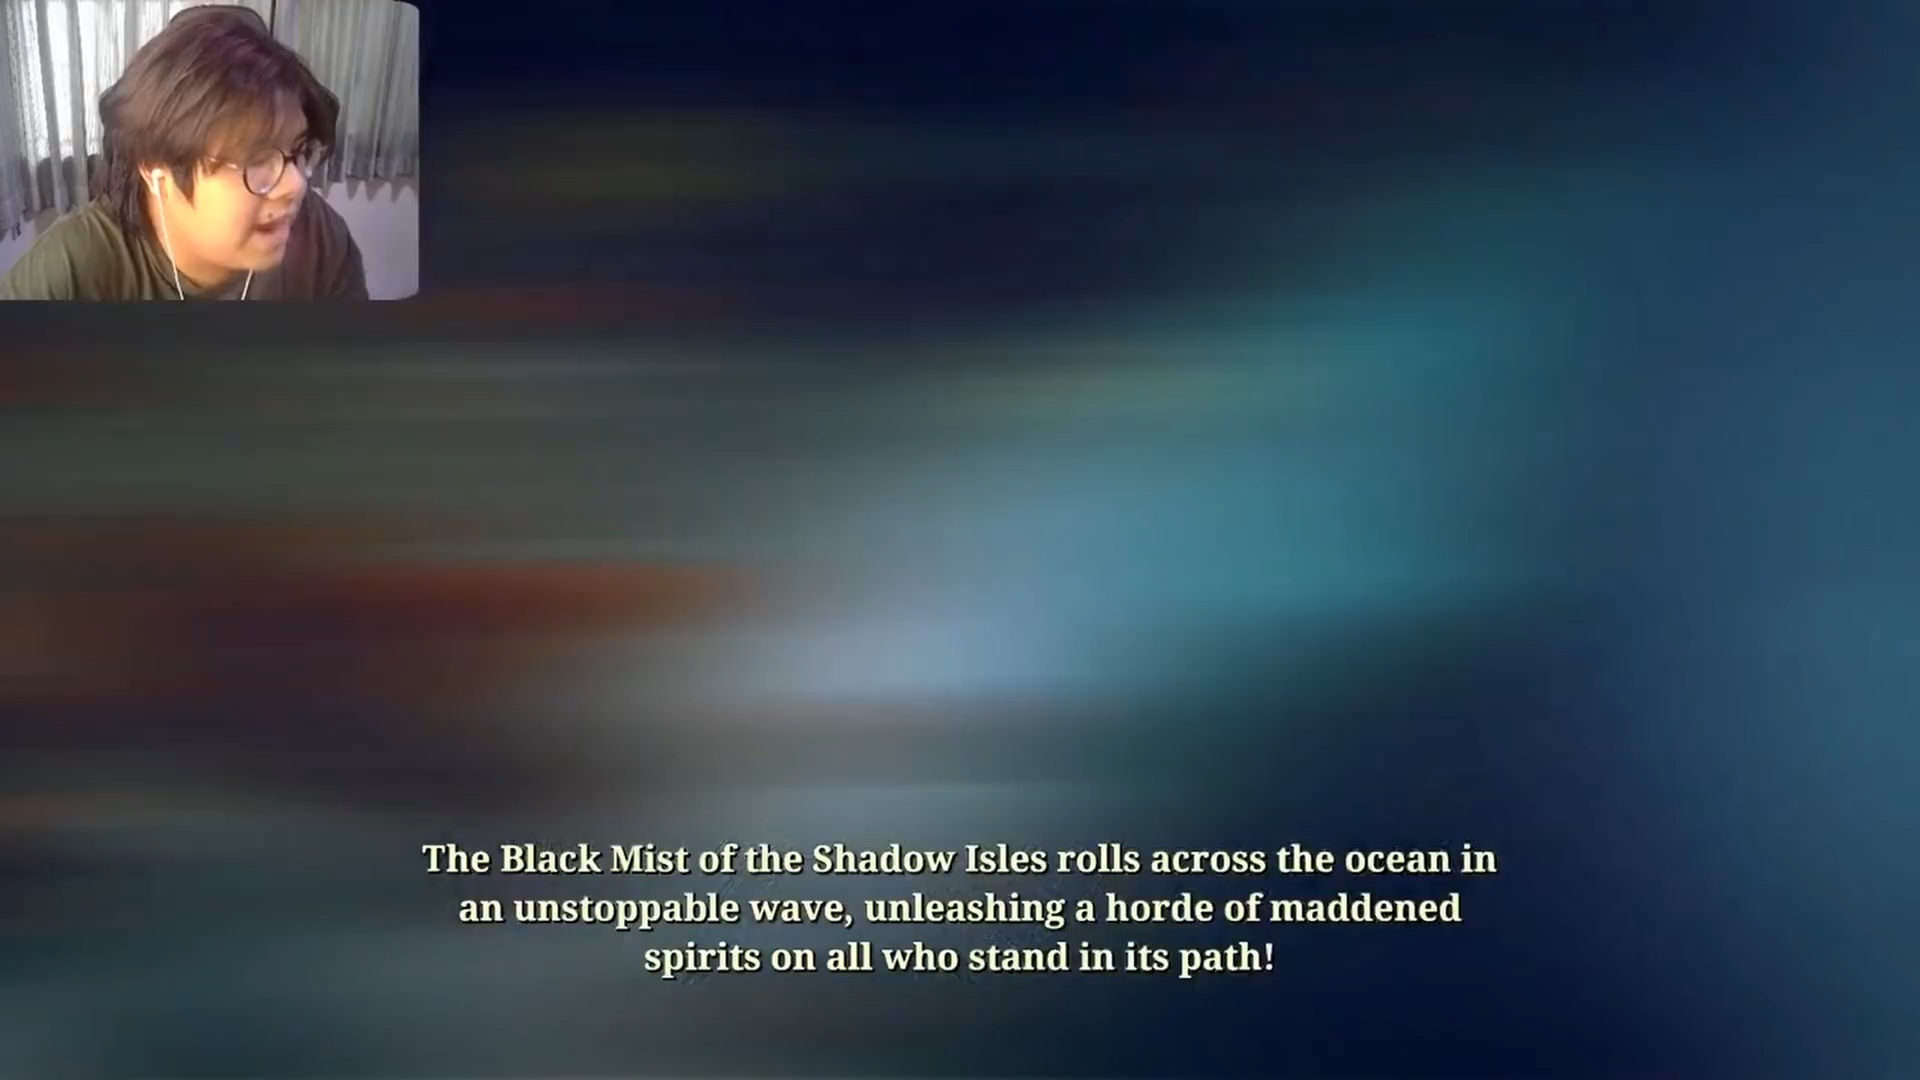 The Black Mist of the Shadow Isles rolls across the ocean in
an unstoppable wave, unleashing a horde of maddened
spirits on all who stand in its path!